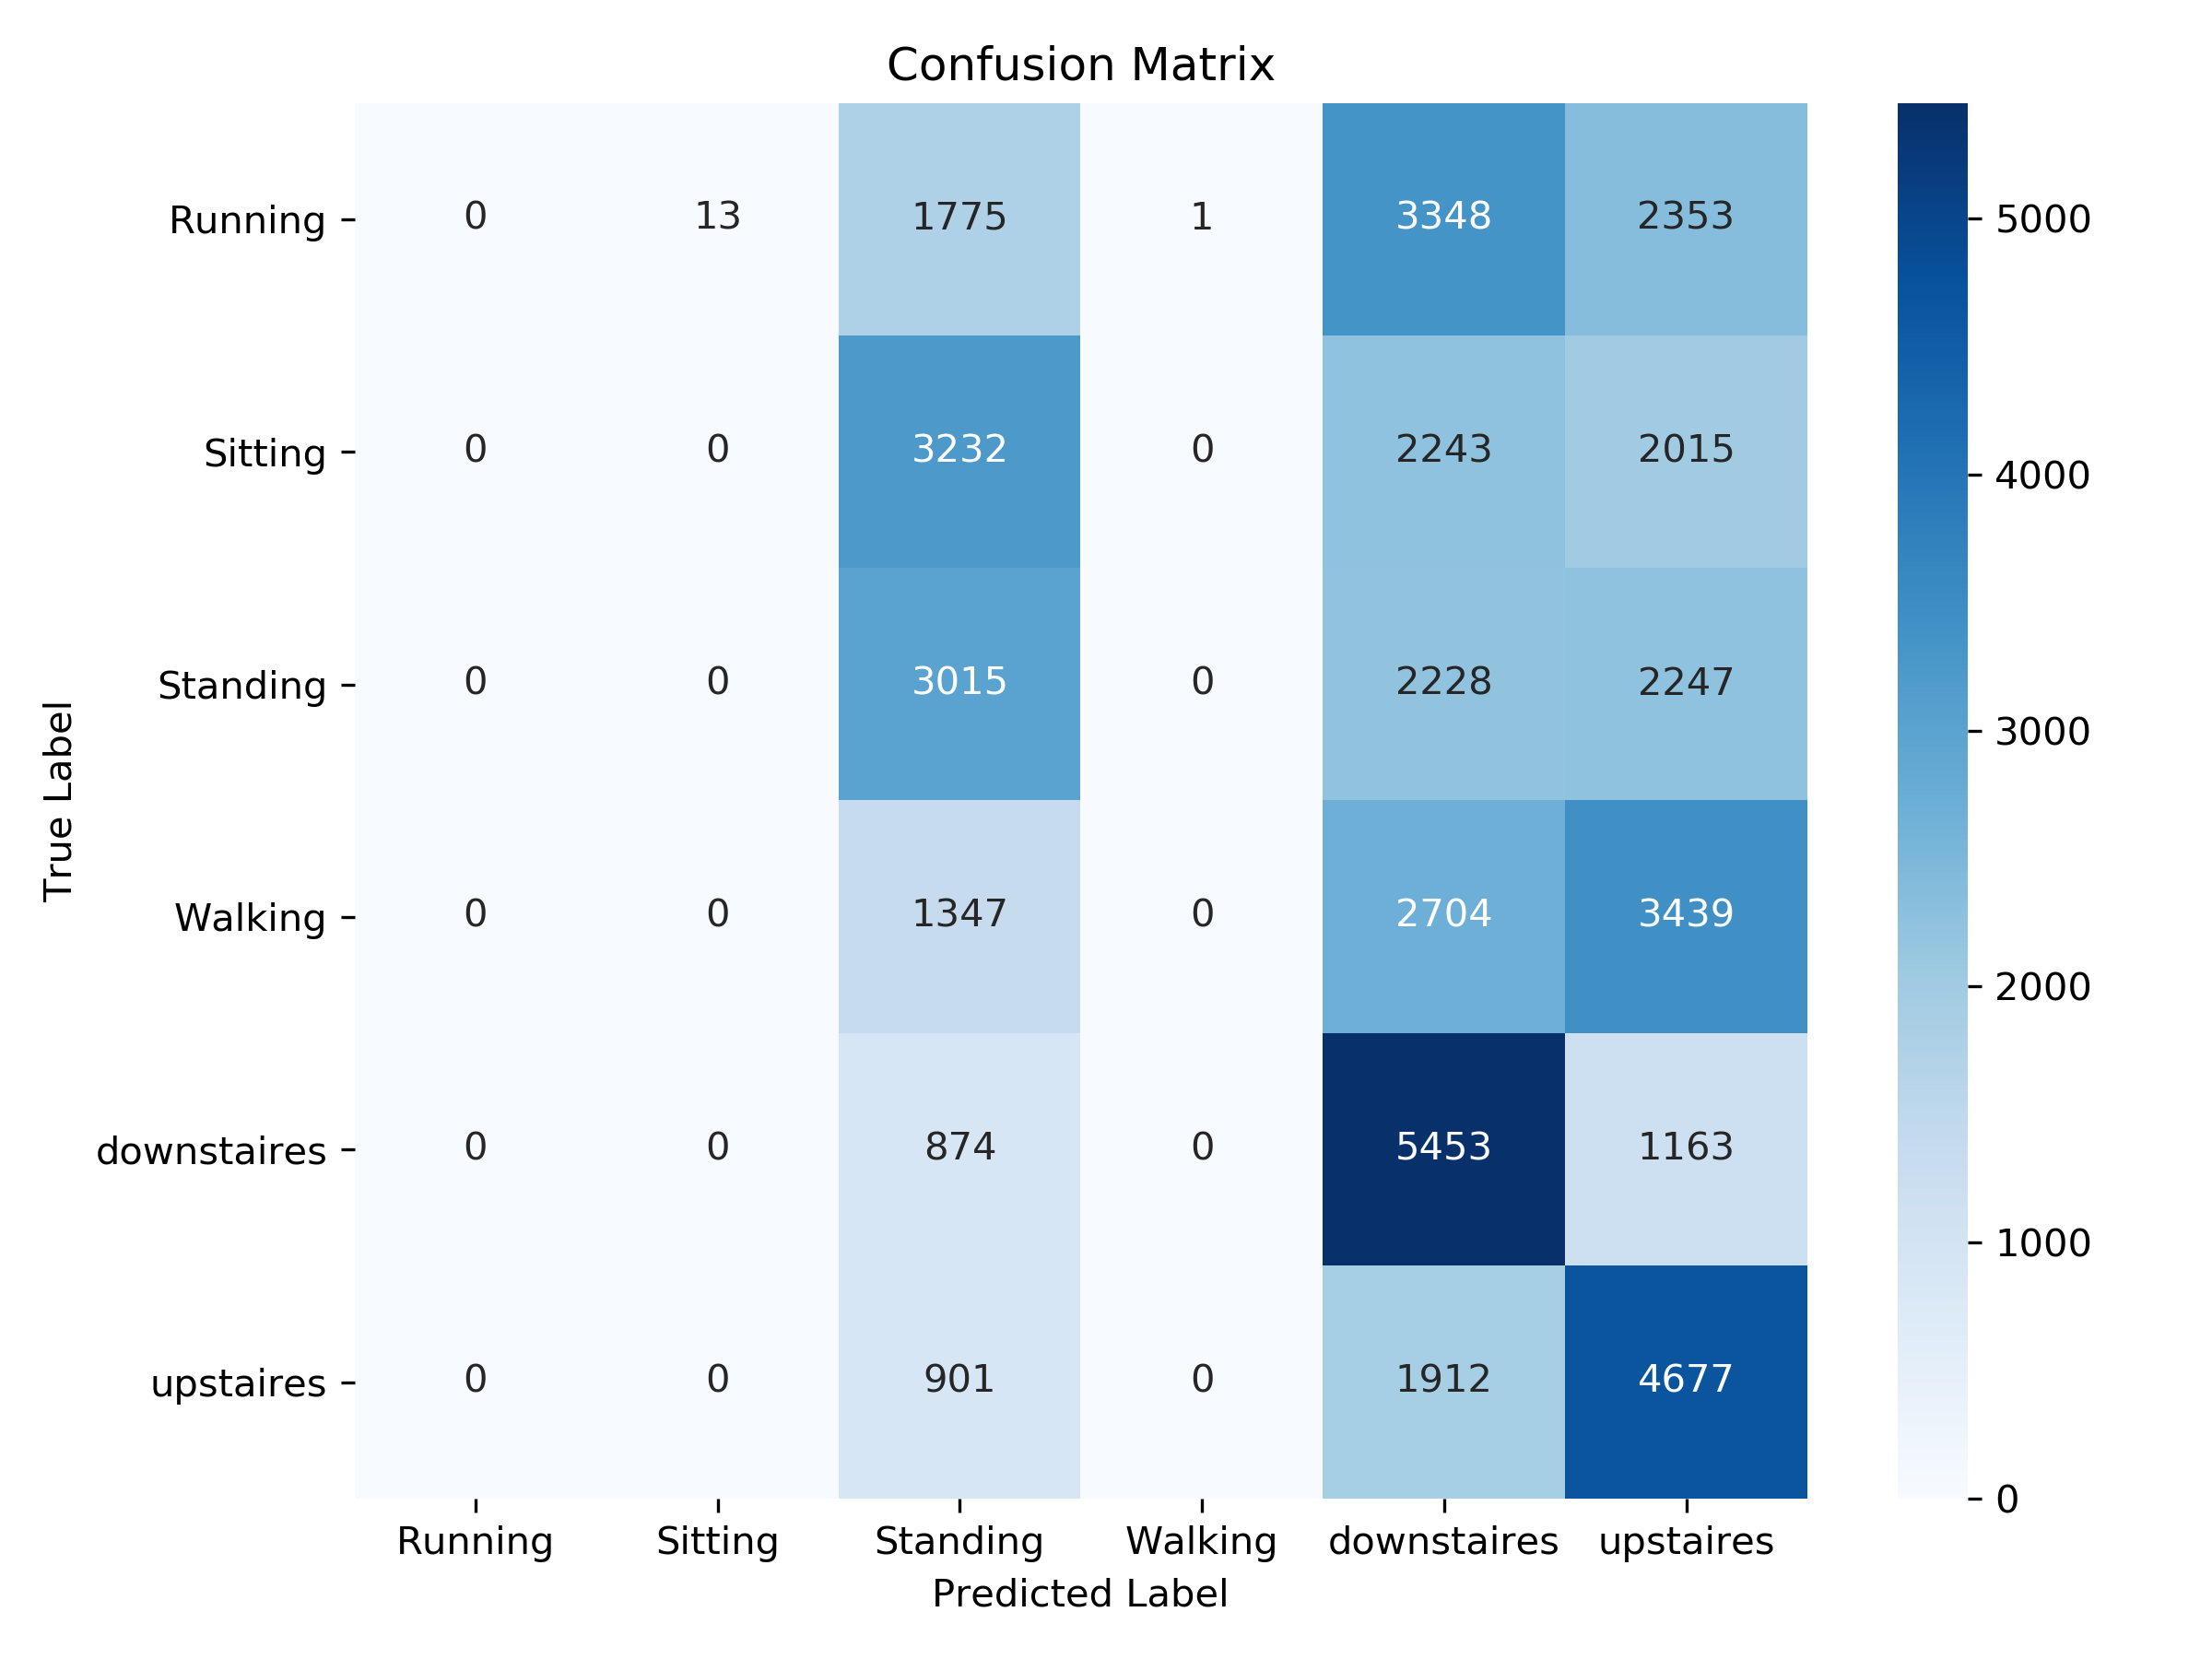 Confusion Matrix
Running 0 13 1775 1 3348 2353
Sitting 0 0 3232 0 2243 2015
Standing 0 0 3015 0 2228 2247
Walking 0 0 1347 0 2704 3439
downstaires 0 0 874 0 5453 1163
upstaires 0 0 901 0 1912 4677
Running Sitting Standing Walking downstaires upstaires
Predicted Label
True Label
5000
4000
3000
2000
1000
0